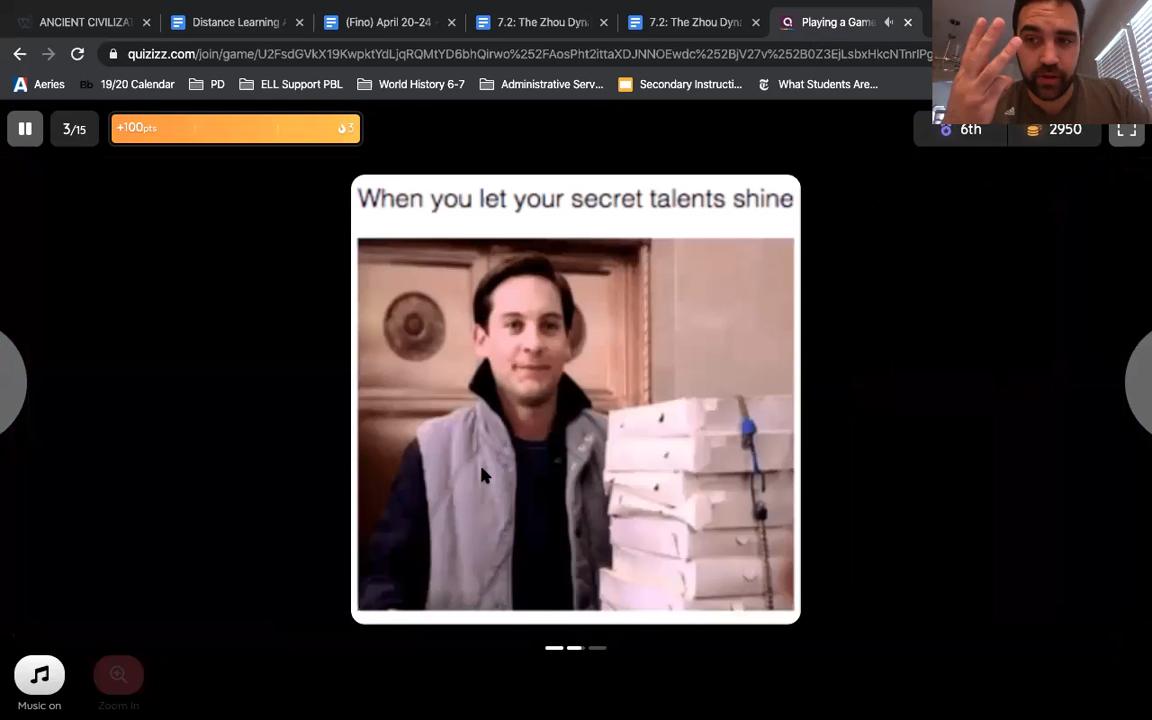 ANCIENT CIVILIZAT
Distance Learning
(Fino) April 20-24
7.2: The Zhou Dyn
7.2: The Zhou Dyn
Playing a Game
quizizz.com/join/game/U2FsdGVkX19KwpktYdLjqRQMtYD6bhQirwo%252FAosPht2ittaXDJNNOEwdc%252BjV27v%252B0Z3EjLsbxHkcNTnrIPg
Aeries
Bb 19/20 Calendar
PD
ELL Support PBL
World History 6-7
Administrative Serv...
Secondary Instructi...
What Students Are...
3/15
+100pts
3
6th
2950
When you let your secret talents shine
Music on
Zoom In